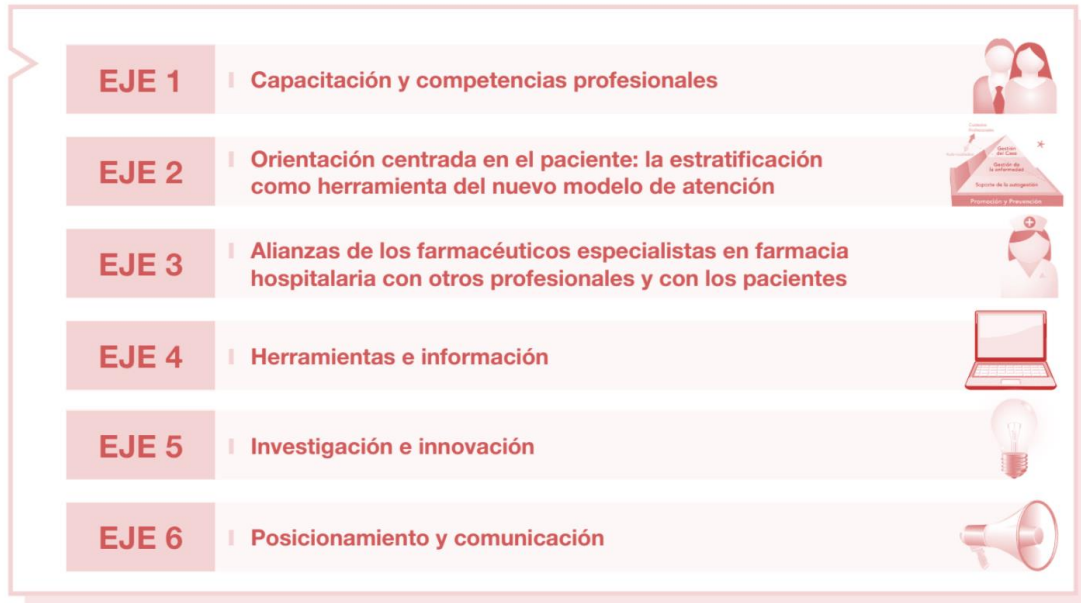 EJE 1
Capacitación y competencias profesionales
EJE 2
Orientación centrada en el paciente: la estratificación
como herramienta del nuevo modelo de atención
Gestión
del Caso
Gestión de
la enfermedad
Soporte de la autogestión
Promoción y Prevención
EJE 3
Alianzas de los farmacéuticos especialistas en farmacia
hospitalaria con otros profesionales y con los pacientes
EJE 4
Herramientas e información
EJE 5
Investigación e innovación
EJE 6
Posicionamiento y comunicación